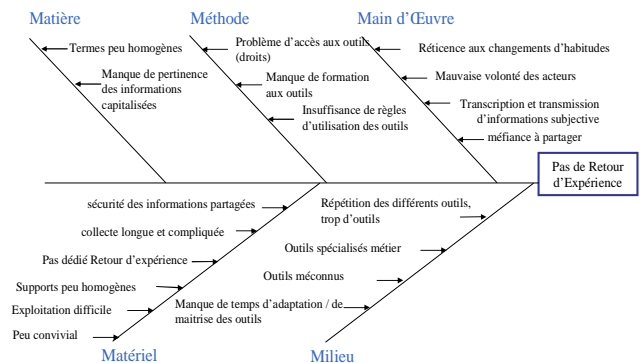 Matière
Méthode
Main d'Œuvre
Termes peu homogènes
Manque de pertinence
des informations
capitalisées
Problème d'accès aux outils
(droits)
Manque de formation
aux outils
Insuffisance de règles
d'utilisation des outils
Réticence aux changements d'habitudes
Mauvaise volonté des acteurs
Transcription et transmission
d'informations subjective
méfiance à partager
Pas de Retour
d'Expérience
sécurité des informations partagées
collecte longue et compliquée
Pas dédié Retour d'expérience
Supports peu homogènes
Exploitation difficile
Peu convivial
Répétition des différents outils,
trop d'outils
Outils spécialisés métier
Outils méconnus
Manque de temps d'adaptation / de
maitrise des outils
Matériel
Milieu